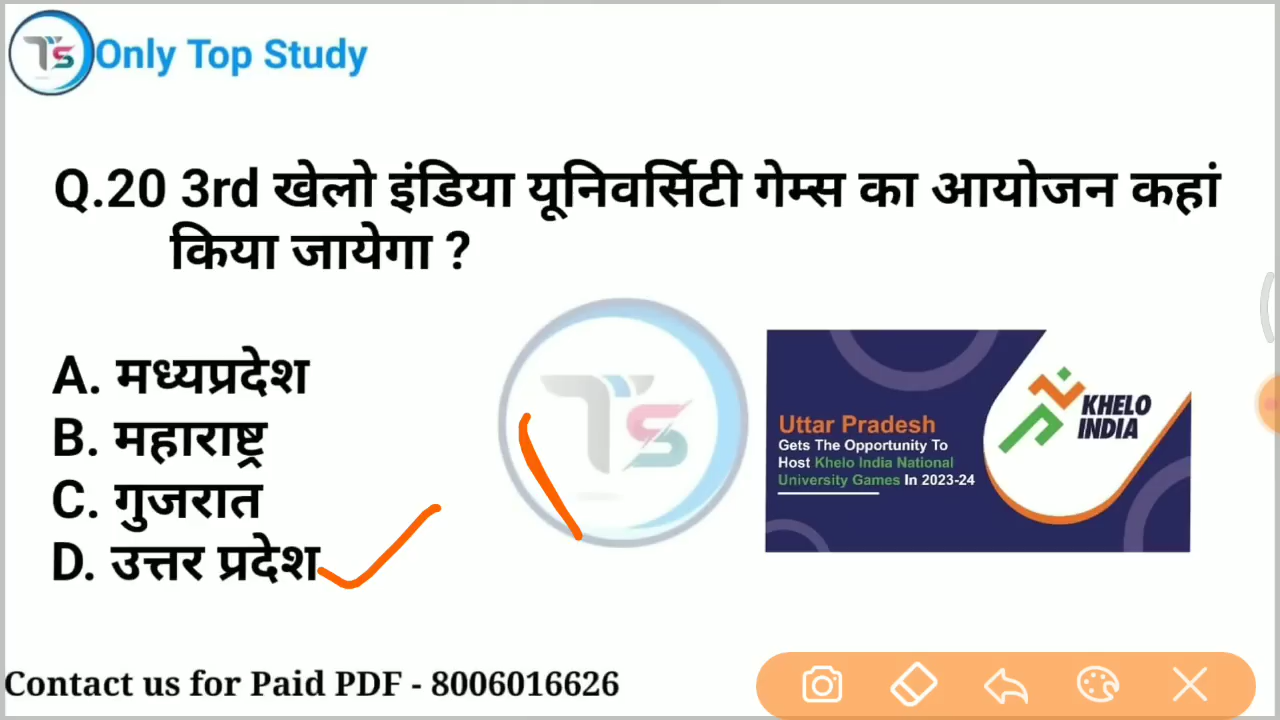 TS Only Top Study
Q.20 3rd खेलो इंडिया यूनिवर्सिटी गेम्स का आयोजन कहां
किया जायेगा ?
A. मध्यप्रदेश
B. महाराष्ट्र
C. गुजरात
D. उत्तर प्रदेश
TS
Uttar Pradesh
Gets The Opportunity To
Host Khelo India National
University Games In 2023-24
KHELO
INDIA
Contact us for Paid PDF - 8006016626